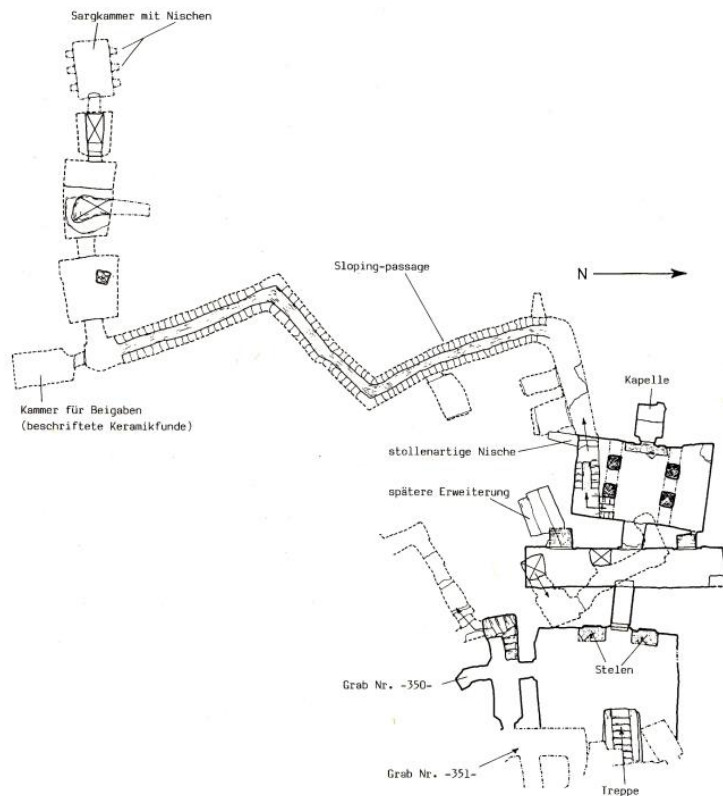 Sargkammer mit Nischen
Sloping-passage
N
Kapelle
Kammer für Beigaben
(beschriftete Keramikfunde)
stollenartige Nische
spätere Erweiterung
Stelen
Grab Nr. -350-
Grab Nr. -351-
Treppe